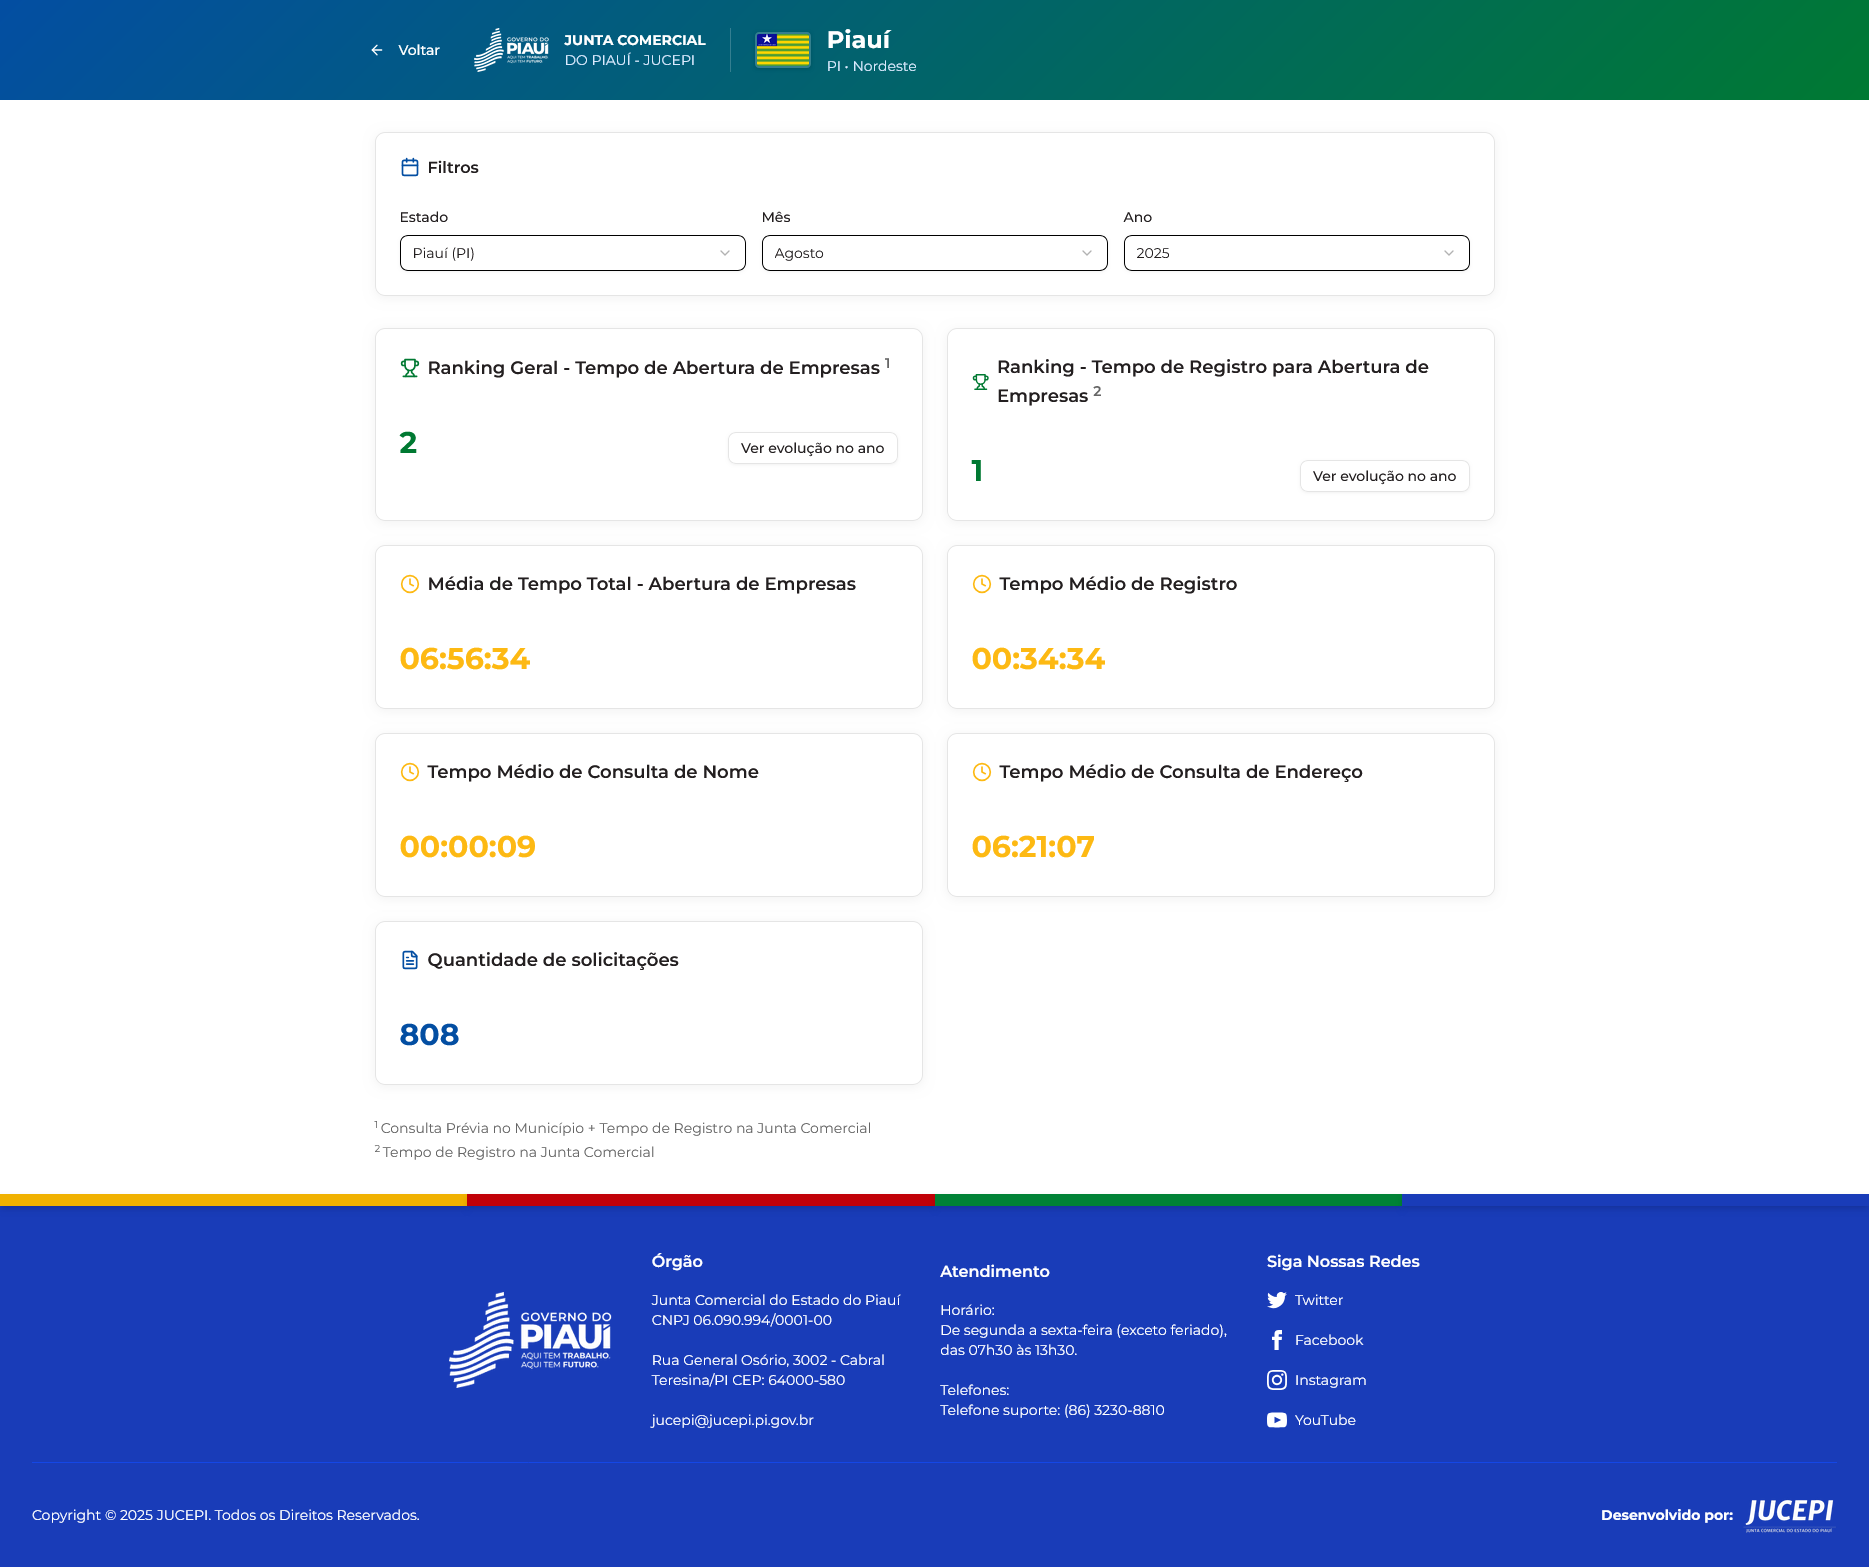 Voltar
GOVERNO DO
PIAUÍ
AQUI TEM TRABALHO.
AQUI TEM FUTURO.
JUNTA COMERCIAL
DO PIAUÍ - JUCEPI
Piauí
PI • Nordeste
Filtros
Estado
Mês
Ano
Piauí (PI)
Agosto
2025
Ranking Geral - Tempo de Abertura de Empresas 1
2
Ver evolução no ano
Ranking - Tempo de Registro para Abertura de
Empresas 2
1
Ver evolução no ano
Média de Tempo Total - Abertura de Empresas
06:56:34
Tempo Médio de Registro
00:34:34
Tempo Médio de Consulta de Nome
00:00:09
Tempo Médio de Consulta de Endereço
06:21:07
Quantidade de solicitações
808
1 Consulta Prévia no Município + Tempo de Registro na Junta Comercial
2 Tempo de Registro na Junta Comercial
GOVERNO DO
PIAUÍ
AQUI TEM TRABALHO.
AQUI TEM FUTURO.
Órgão
Junta Comercial do Estado do Piauí
CNPJ 06.090.994/0001-00
Rua General Osório, 3002 - Cabral
Teresina/PI CEP: 64000-580
jucepi@jucepi.pi.gov.br
Atendimento
Horário:
De segunda a sexta-feira (exceto feriado),
das 07h30 às 13h30.
Telefones:
Telefone suporte: (86) 3230-8810
Siga Nossas Redes
Twitter
Facebook
Instagram
YouTube
Copyright © 2025 JUCEPI. Todos os Direitos Reservados.
Desenvolvido por:
JUCEPI
JUNTA COMERCIAL DO ESTADO DO PIAUÍ